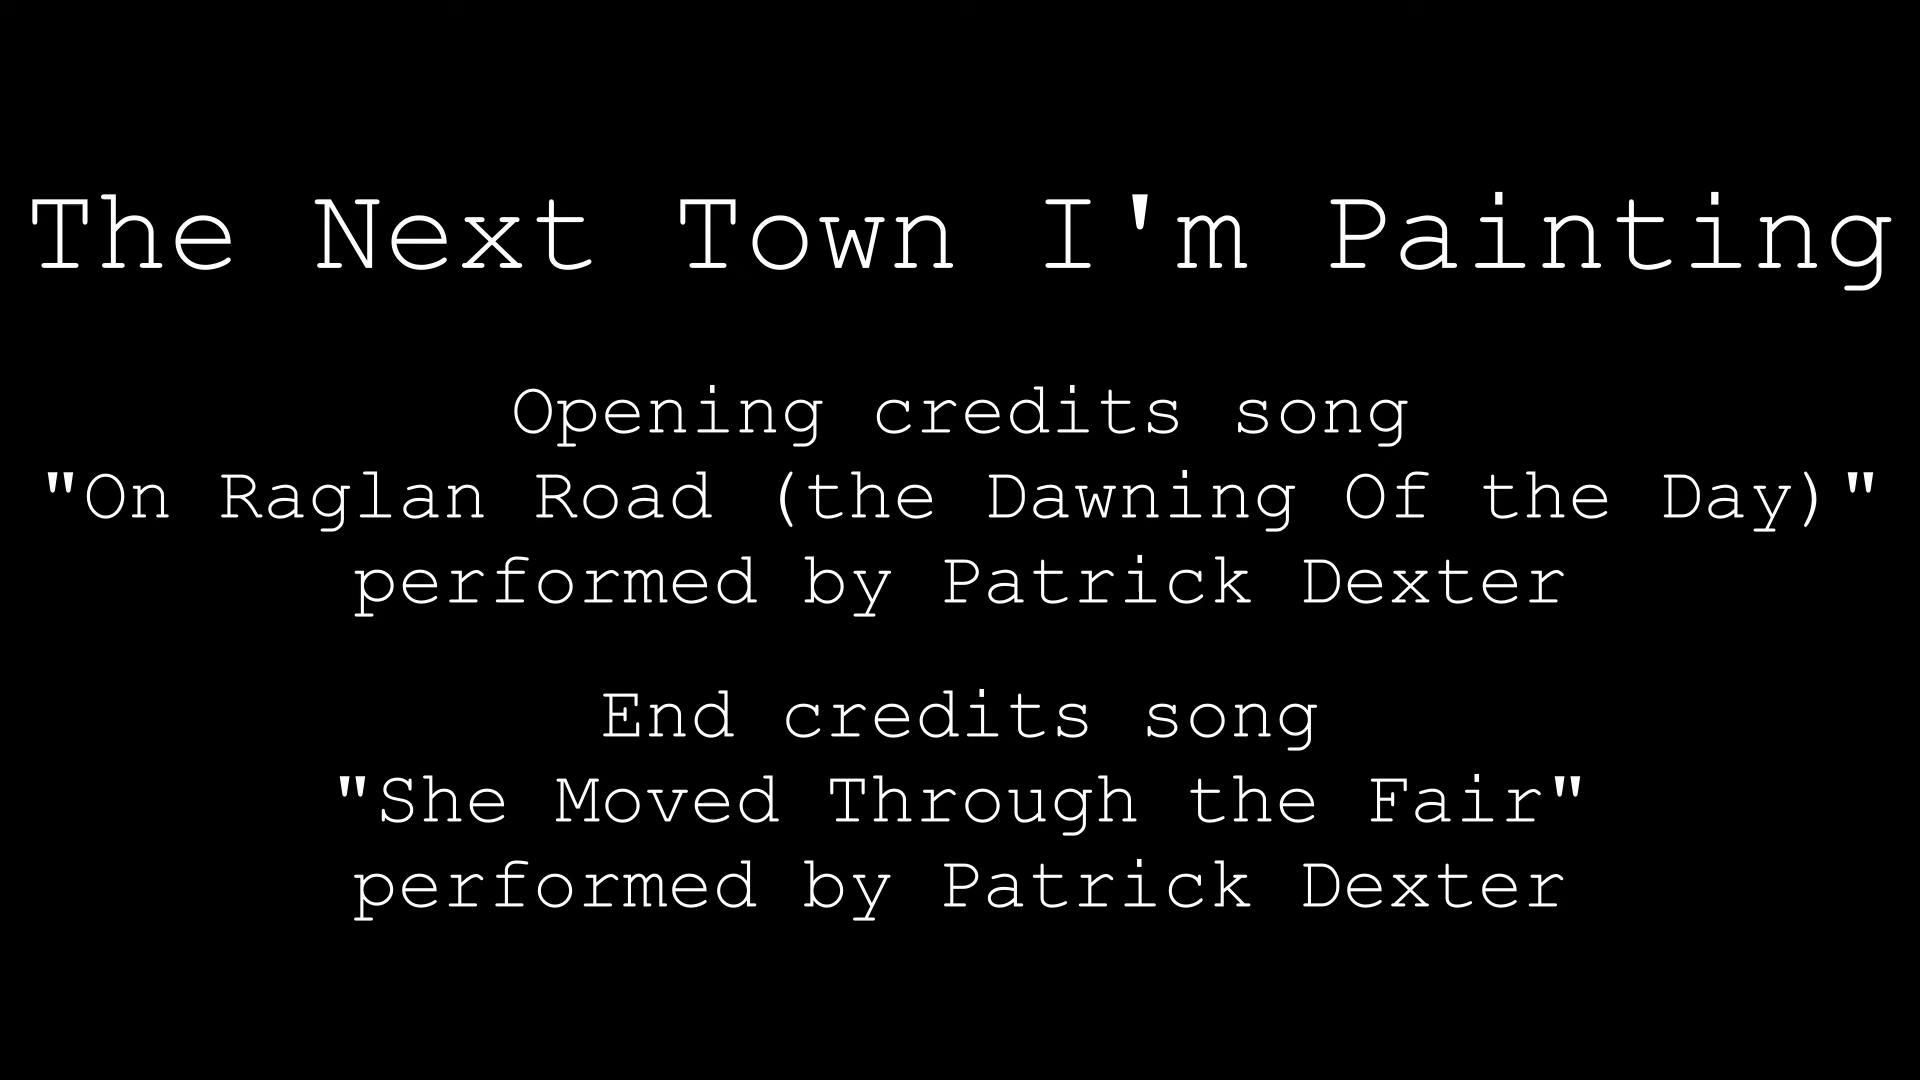 The Next Town I'm Painting
Opening credits song
"On Raglan Road (the Dawning Of the Day)"
performed by Patrick Dexter
End credits song
"She Moved Through the Fair"
performed by Patrick Dexter